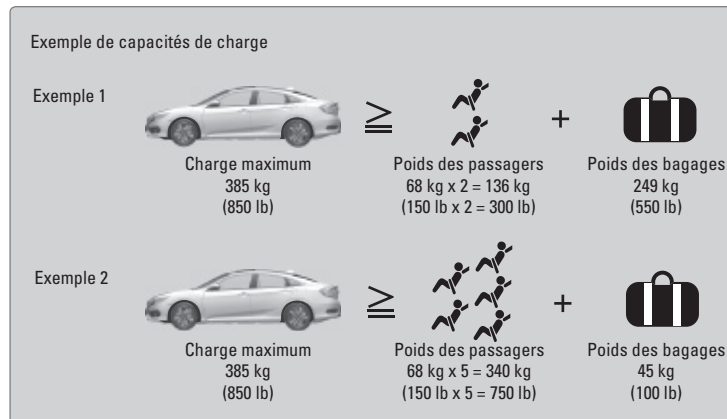 Exemple de capacités de charge
Exemple 1
≧
+
Charge maximum
385 kg
(850 lb)
Poids des passagers
68 kg x 2 = 136 kg
(150 lb x 2 = 300 lb)
Poids des bagages
249 kg
(550 lb)
Exemple 2
≧
+
Charge maximum
385 kg
(850 lb)
Poids des passagers
68 kg x 5 = 340 kg
(150 lb x 5 = 750 lb)
Poids des bagages
45 kg
(100 lb)